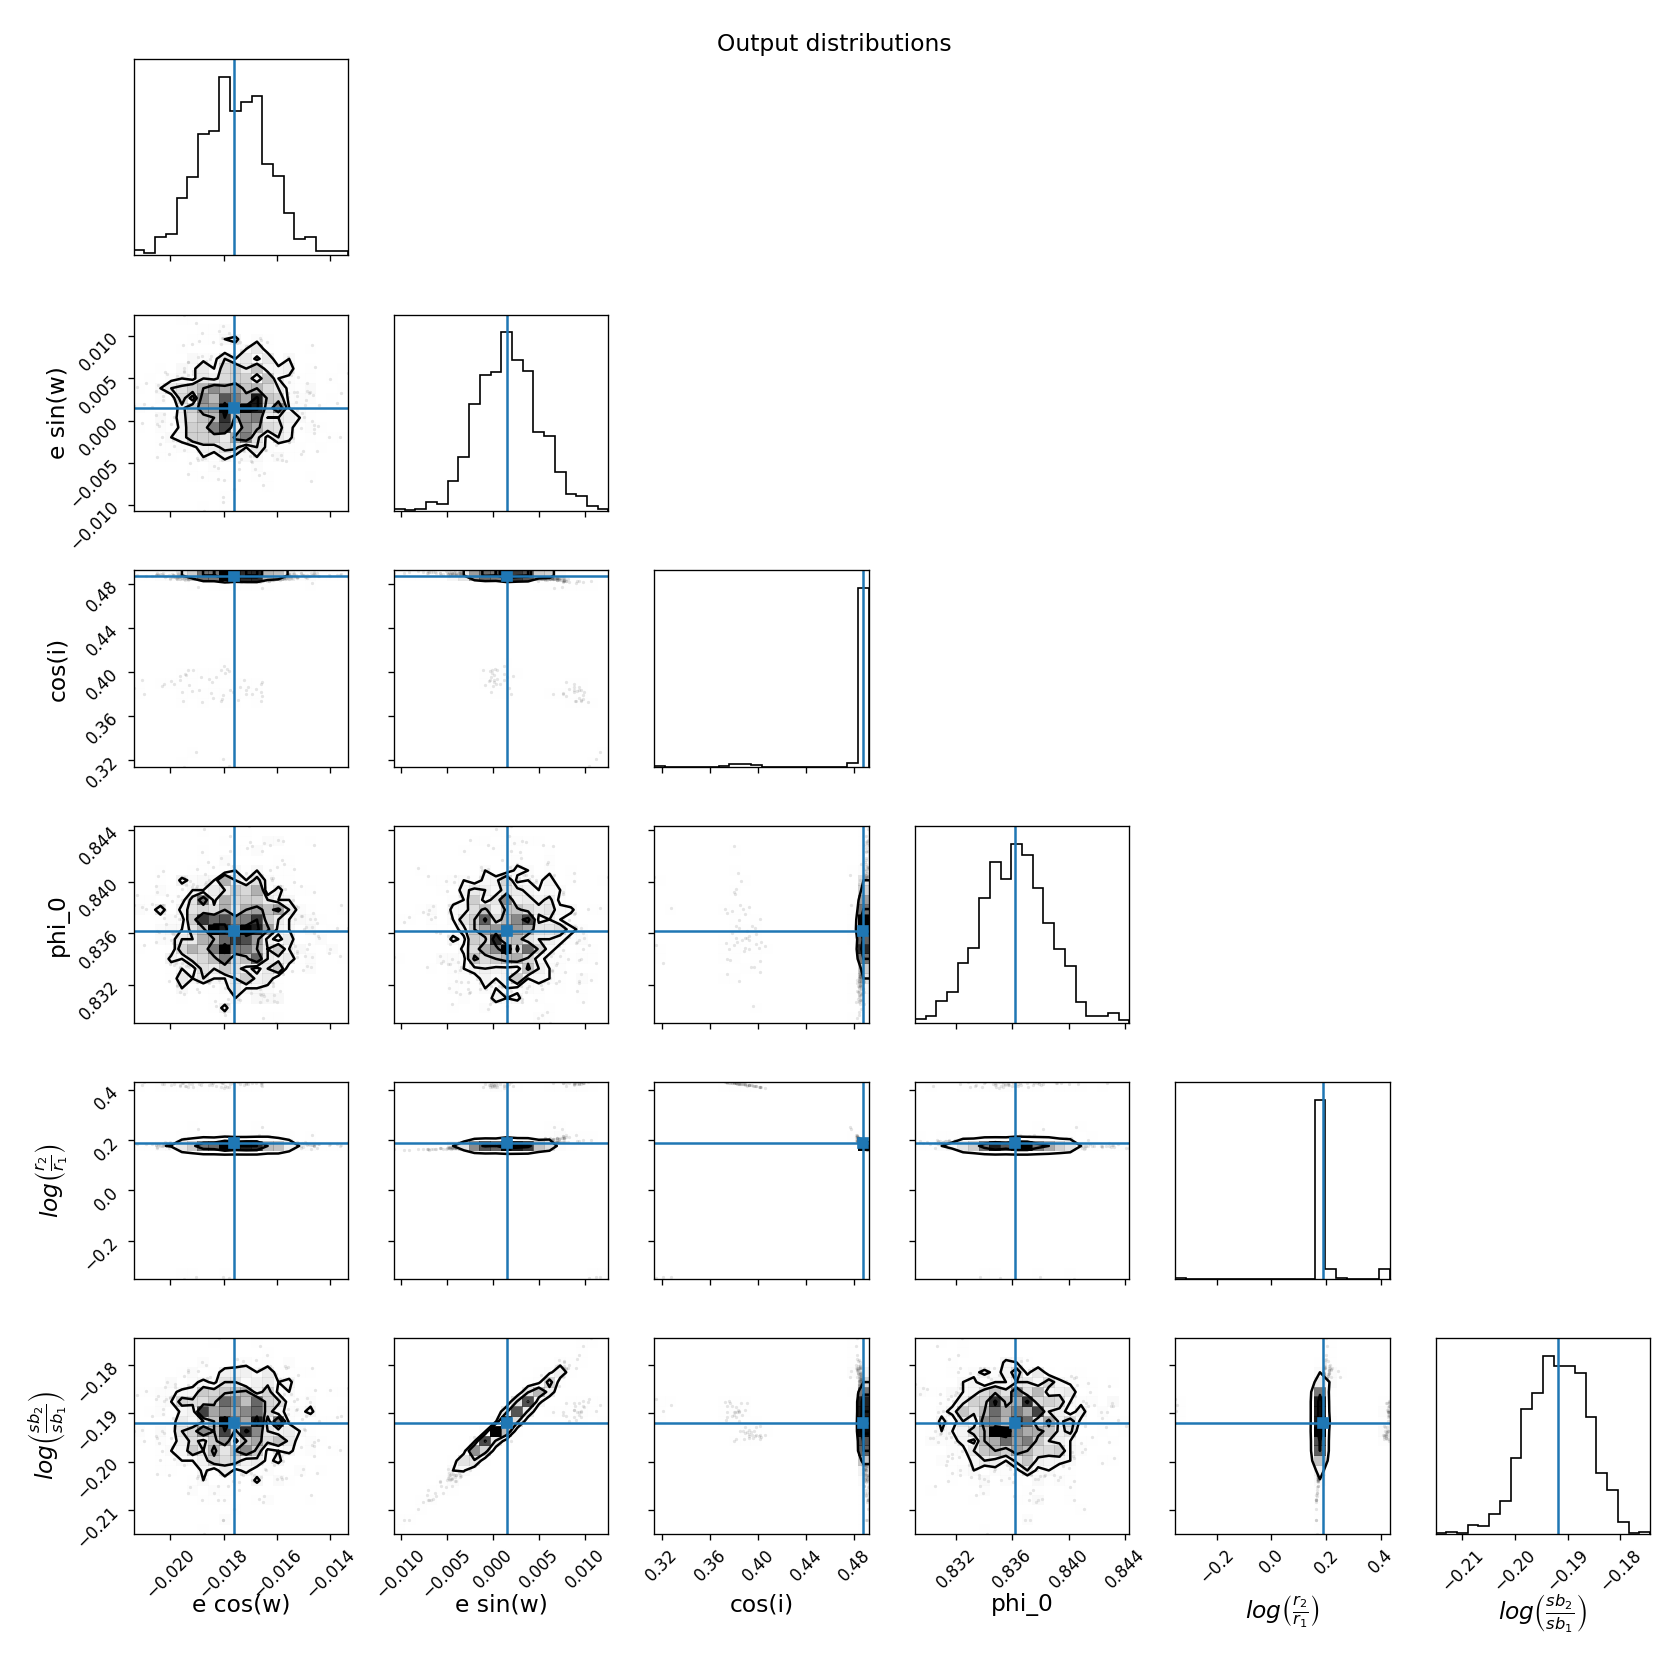 Output distributions
e sin(w)
0.010
0.005
0.000
−0.005
−0.010
cos(i)
0.48
0.44
0.40
0.36
0.32
phi_0
0.844
0.840
0.836
0.832
log(r₂/r₁)
0.4
0.2
0.0
−0.2
log(sb₂/sb₁)
−0.18
−0.19
−0.20
−0.21
−0.020 −0.018 −0.016 −0.014
e cos(w)
−0.010 −0.005 0.000 0.005 0.010
e sin(w)
0.32 0.36 0.40 0.44 0.48
cos(i)
0.832 0.836 0.840 0.844
phi_0
−0.2 0.0 0.2 0.4
log(r₂/r₁)
−0.21 −0.20 −0.19 −0.18
log(sb₂/sb₁)